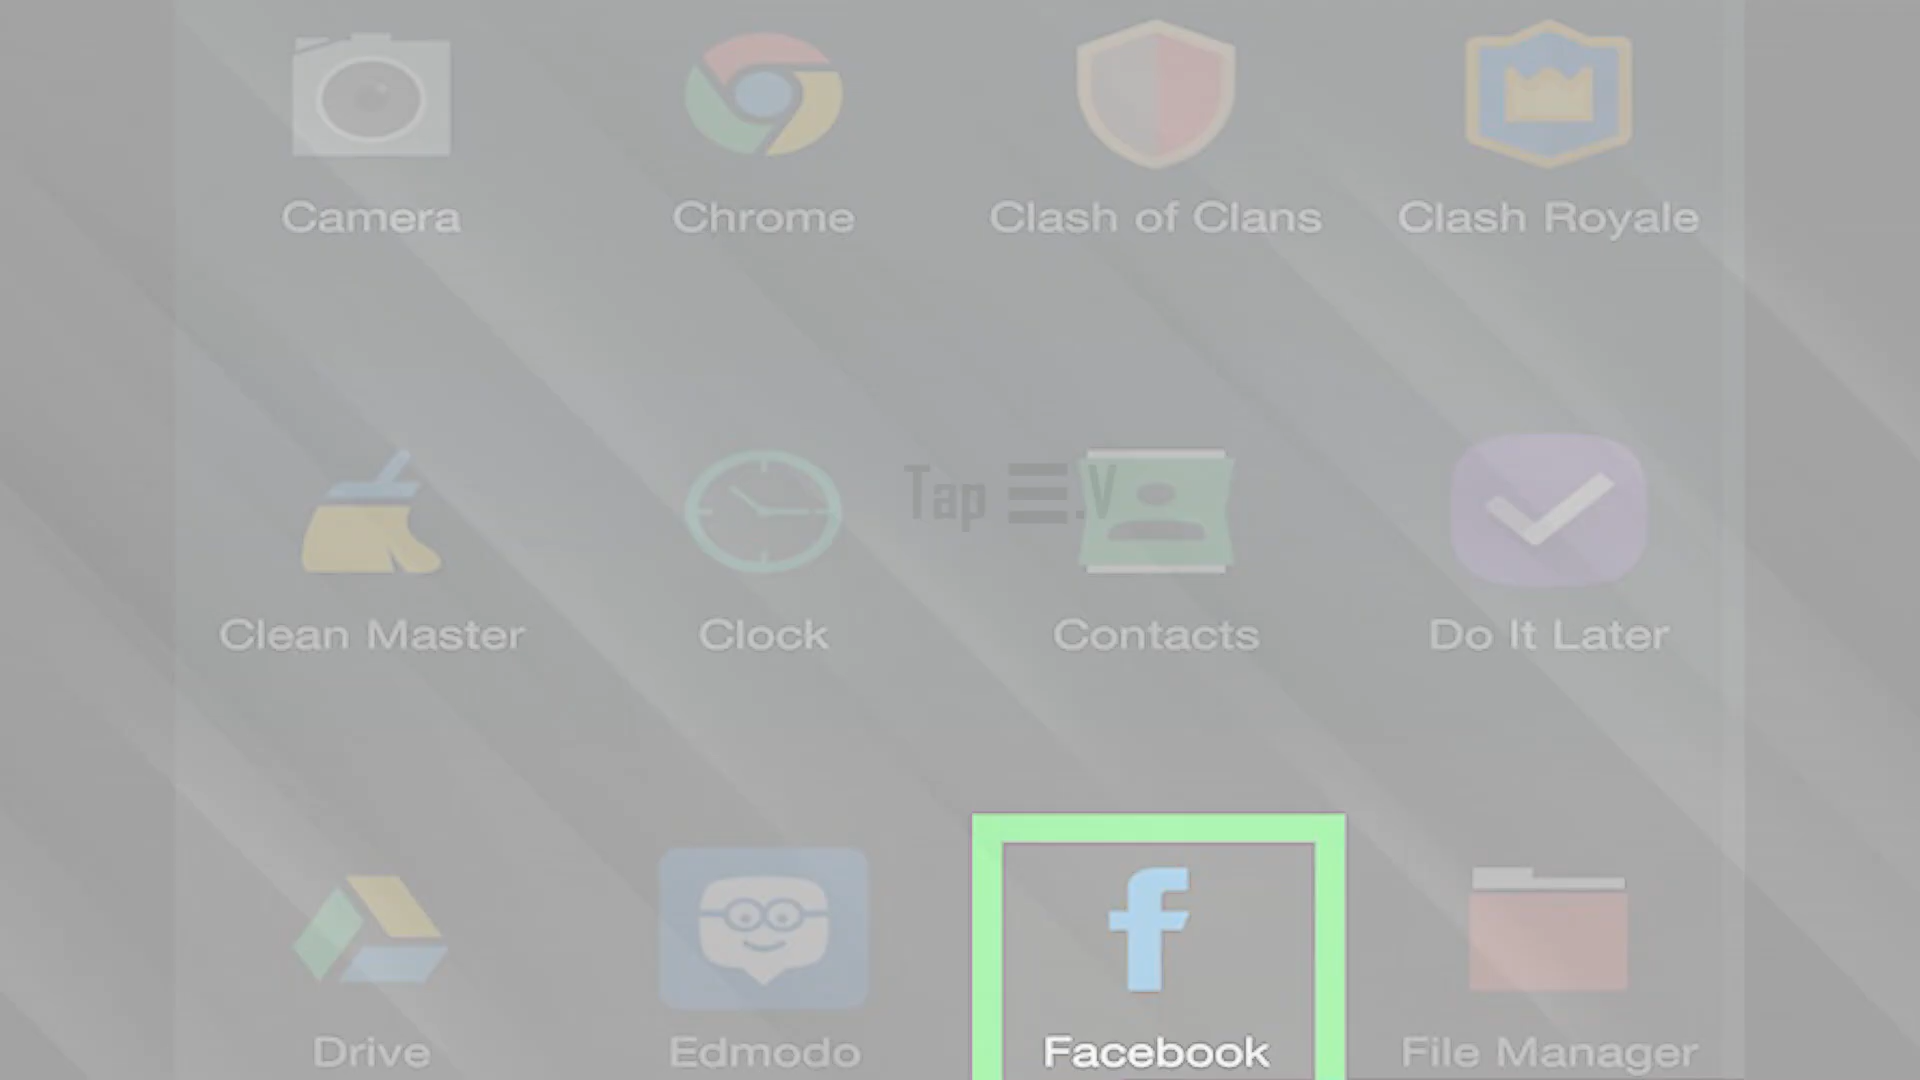 Camera Chrome Clash of Clans Clash Royale
Tap ☰.V
Clean Master Clock Contacts Do It Later
Drive Edmodo Facebook File Manager